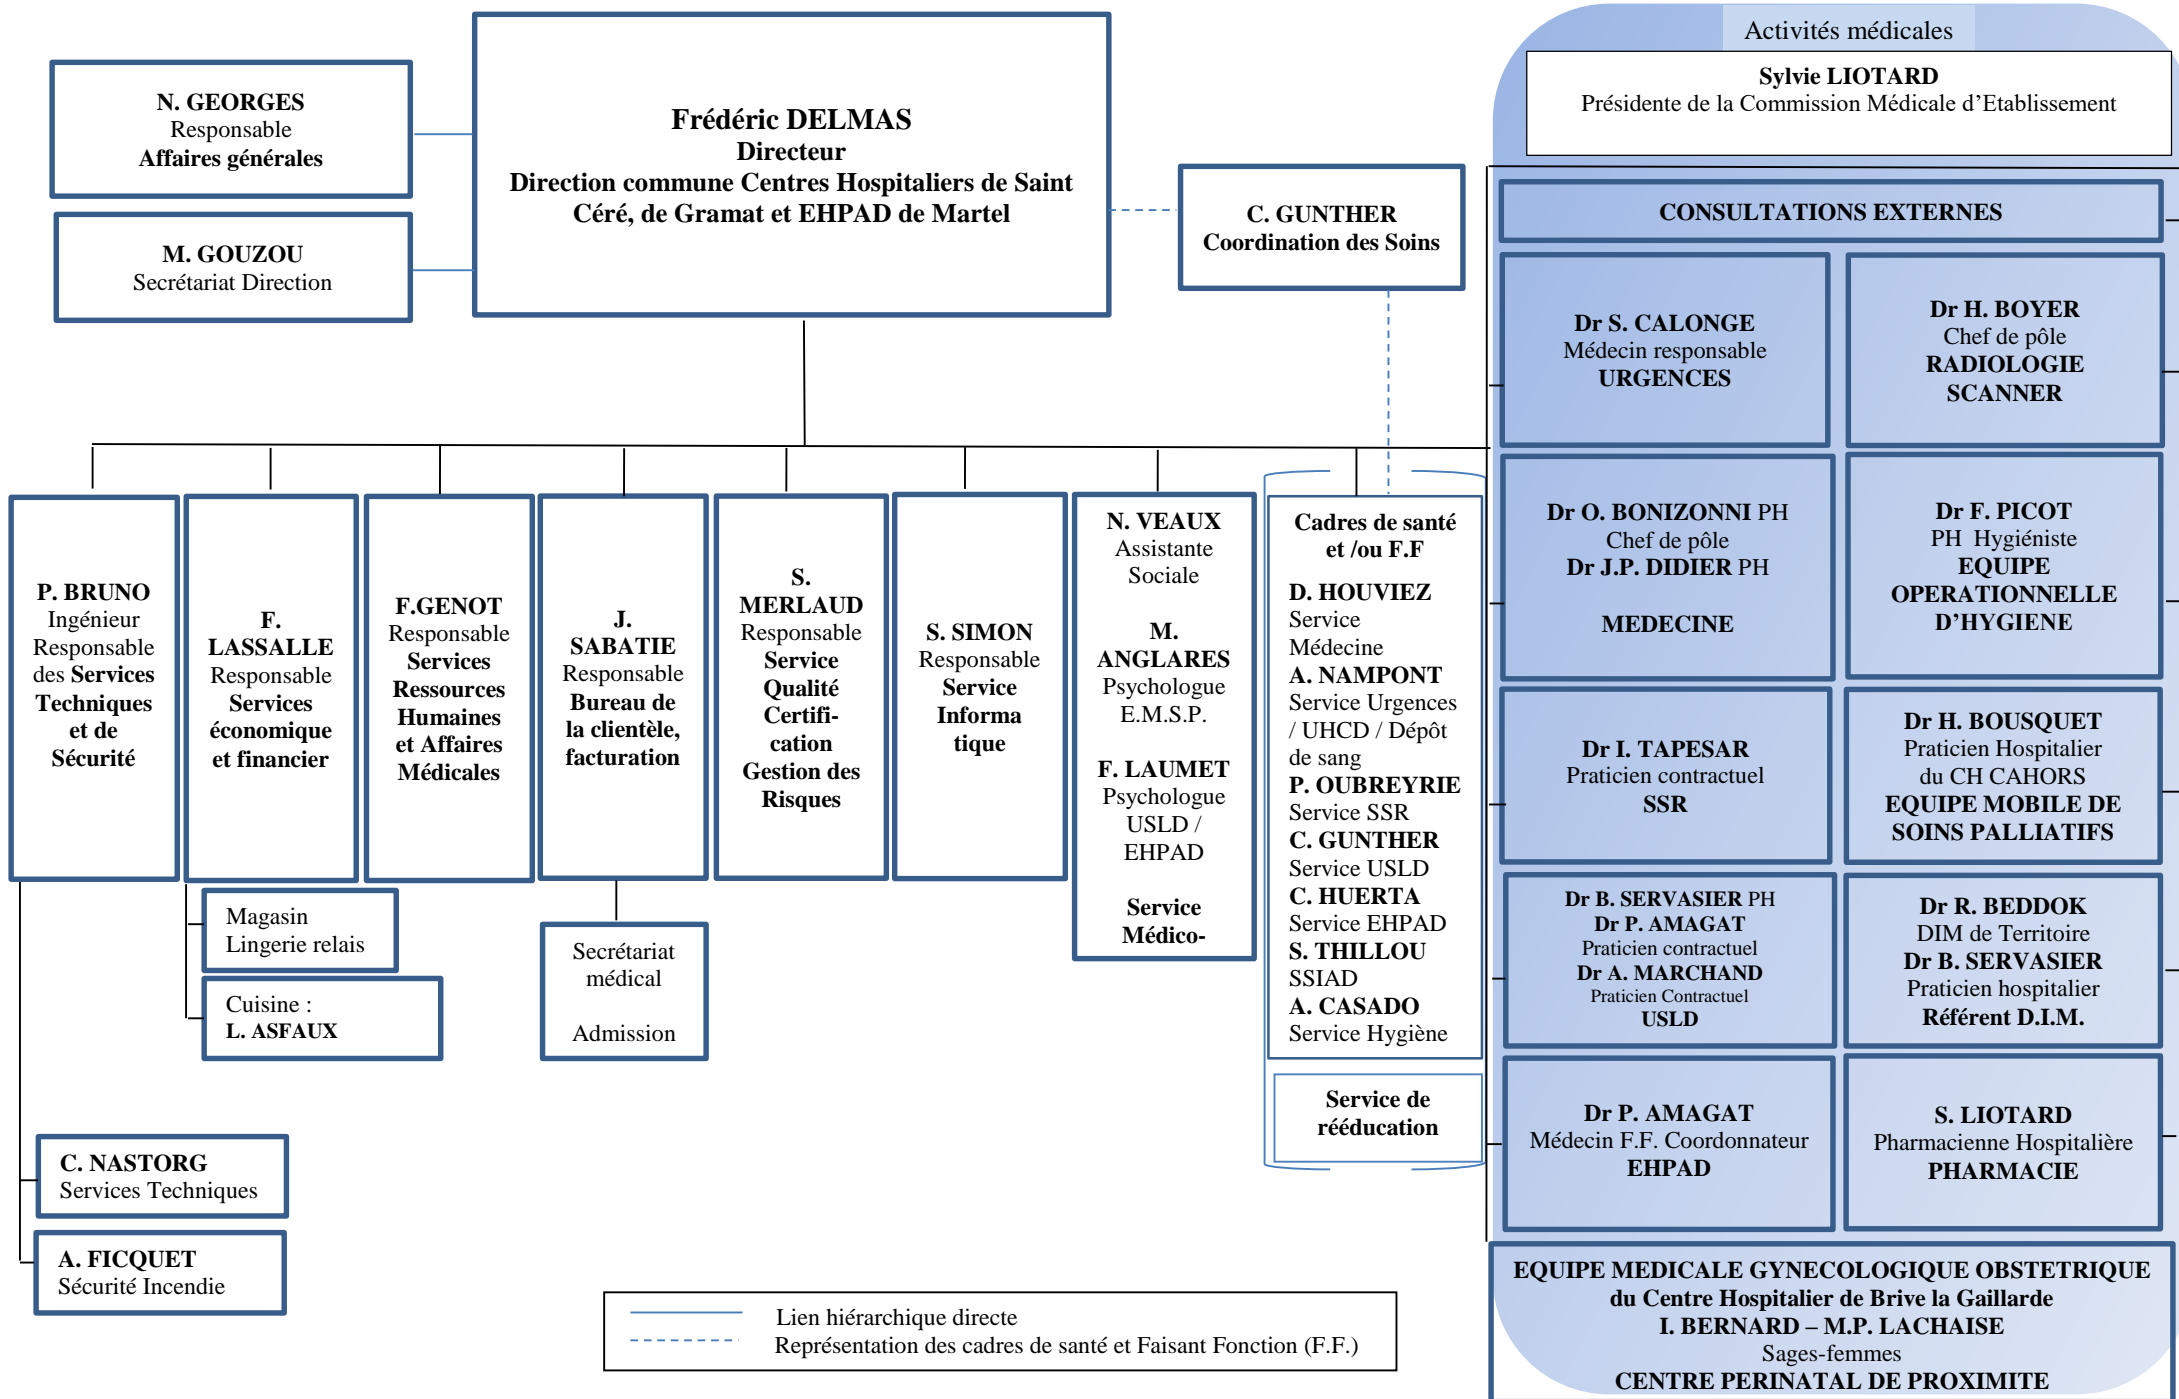 N. GEORGES
Responsable
Affaires générales
M. GOUZOU
Secrétariat Direction
Frédéric DELMAS
Directeur
Direction commune Centres Hospitaliers de Saint
Céré, de Gramat et EHPAD de Martel
C. GUNTHER
Coordination des Soins
Activités médicales
Sylvie LIOTARD
Présidente de la Commission Médicale d’Etablissement
CONSULTATIONS EXTERNES
Dr S. CALONGE
Médecin responsable
URGENCES
Dr H. BOYER
Chef de pôle
RADIOLOGIE
SCANNER
Dr O. BONIZONNI PH
Chef de pôle
Dr J.P. DIDIER PH
MEDECINE
Dr F. PICOT
PH Hygiéniste
EQUIPE
OPERATIONNELLE
D’HYGIENE
Dr I. TAPESAR
Praticien contractuel
SSR
Dr H. BOUSQUET
Praticien Hospitalier
du CH CAHORS
EQUIPE MOBILE DE
SOINS PALLIATIFS
Dr B. SERVASIER PH
Dr P. AMAGAT
Praticien contractuel
Dr A. MARCHAND
Praticien Contractuel
USLD
Dr R. BEDDOK
DIM de Territoire
Dr B. SERVASIER
Praticien hospitalier
Référent D.I.M.
Dr P. AMAGAT
Médecin F.F. Coordonnateur
EHPAD
S. LIOTARD
Pharmacienne Hospitalière
PHARMACIE
EQUIPE MEDICALE GYNECOLOGIQUE OBSTETRIQUE
du Centre Hospitalier de Brive la Gaillarde
I. BERNARD – M.P. LACHAISE
Sages-femmes
CENTRE PERINATAL DE PROXIMITE
P. BRUNO
Ingénieur
Responsable
des Services
Techniques
et de
Sécurité
F.
LASSALLE
Responsable
Services
économique
et financier
F.GENOT
Responsable
Services
Ressources
Humaines
et Affaires
Médicales
J.
SABATIE
Responsable
Bureau de
la clientèle,
facturation
S.
MERLAUD
Responsable
Service
Qualité
Certifi-
cation
Gestion des
Risques
S. SIMON
Responsable
Service
Informa
tique
N. VEAUX
Assistante
Sociale
M.
ANGLARES
Psychologue
E.M.S.P.
F. LAUMET
Psychologue
USLD /
EHPAD
Service
Médico-
Cadres de santé
et /ou F.F
D. HOUVIEZ
Service
Médecine
A. NAMPONT
Service Urgences
/ UHCD / Dépôt
de sang
P. OUBREYRIE
Service SSR
C. GUNTHER
Service USLD
C. HUERTA
Service EHPAD
S. THILLOU
SSIAD
A. CASADO
Service Hygiène
Service de
rééducation
Magasin
Lingerie relais
Cuisine :
L. ASFAUX
Secrétariat
médical
Admission
C. NASTORG
Services Techniques
A. FICQUET
Sécurité Incendie
Lien hiérarchique directe
Représentation des cadres de santé et Faisant Fonction (F.F.)